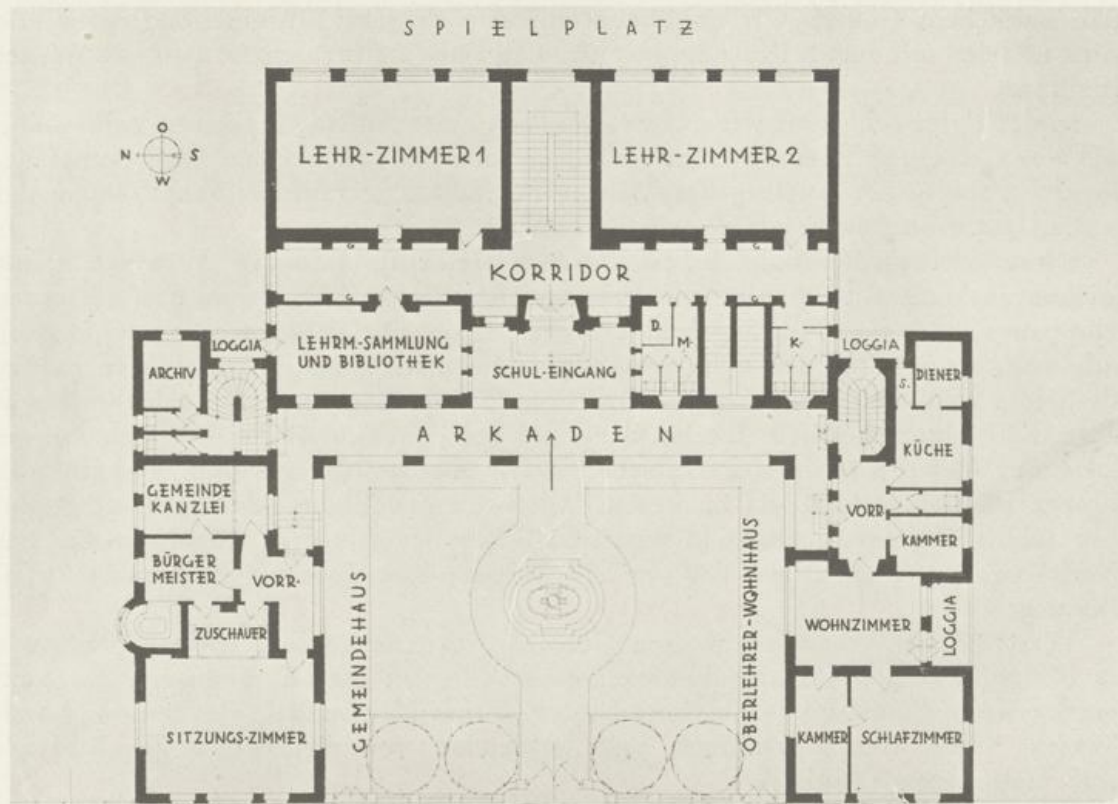 SPIELPLATZ
O
N S
W
LEHR-ZIMMER 1
LEHR-ZIMMER 2
KORRIDOR
LOGGIA
ARCHIV
LEHRM.-SAMMLUNG
UND BIBLIOTHEK
SCHUL-EINGANG
D.
M.
K.
LOGGIA
S.
DIENER
ARKADEN
KÜCHE
GEMEINDE
KANZLEI
VORR.
KAMMER
BÜRGER
MEISTER
VORR.
ZUSCHAUER
GEMEINDEHAUS
OBERLEHRER-WOHNHAUS
WOHNZIMMER
LOGGIA
SITZUNGS-ZIMMER
KAMMER
SCHLAFZIMMER